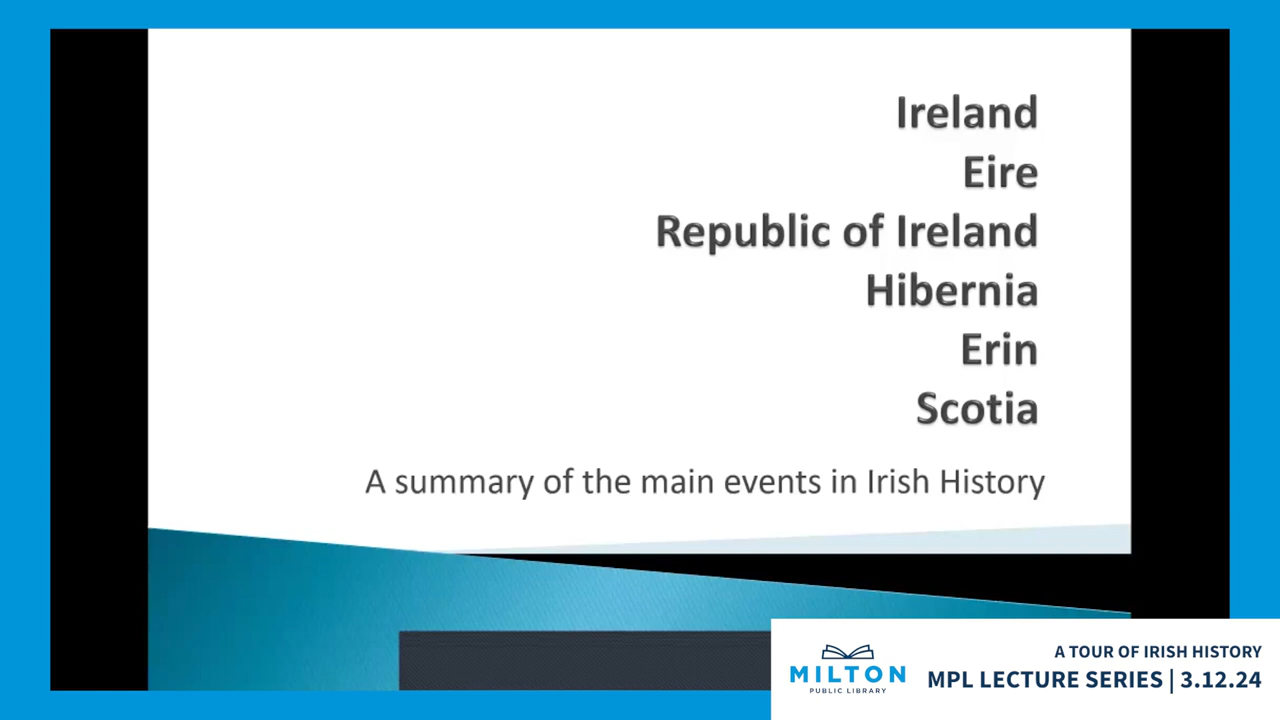 Ireland
Eire
Republic of Ireland
Hibernia
Erin
Scotia
A summary of the main events in Irish History
MILTON
PUBLIC LIBRARY
A TOUR OF IRISH HISTORY
MPL LECTURE SERIES | 3.12.24